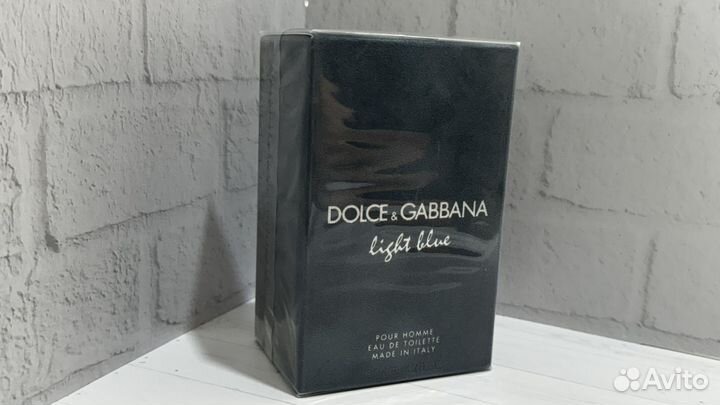 DOLCE & GABBANA
light blue
POUR HOMME
EAU DE TOILETTE
MADE IN ITALY
Avito